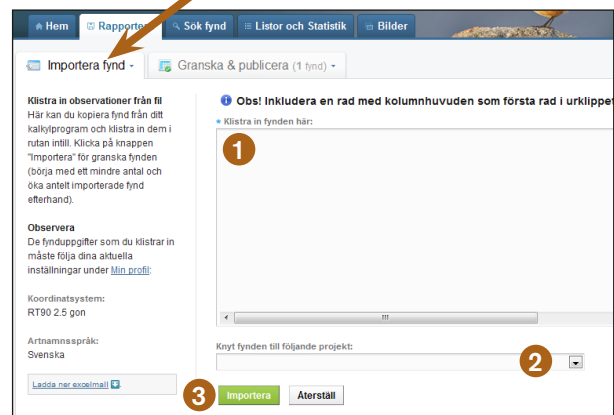 Hem Rapportera Sök fynd Listor och Statistik Bilder
Importera fynd Granska & publicera (1 fynd)
Klistra in observationer från fil
Här kan du kopiera fynd från ditt
kalkylprogram och klistra in dem i
rutan intill. Klicka på knappen
"Importera" för granska fynden
(börja med ett mindre antal och
öka antelt importerade fynd
efterhand).
Observera
De fynduppgifter som du klistrar in
måste följa dina aktuella
inställningar under Min profil:
Koordinatsystem:
RT90 2.5 gon
Artnamnsspråk:
Svenska
Ladda ner excelmall
Obs! Inkludera en rad med kolumnhuvuden som första rad i urklippet
* Klistra in fynden här:
1
Knyt fynden till följande projekt:
2
3 Importera Återställ